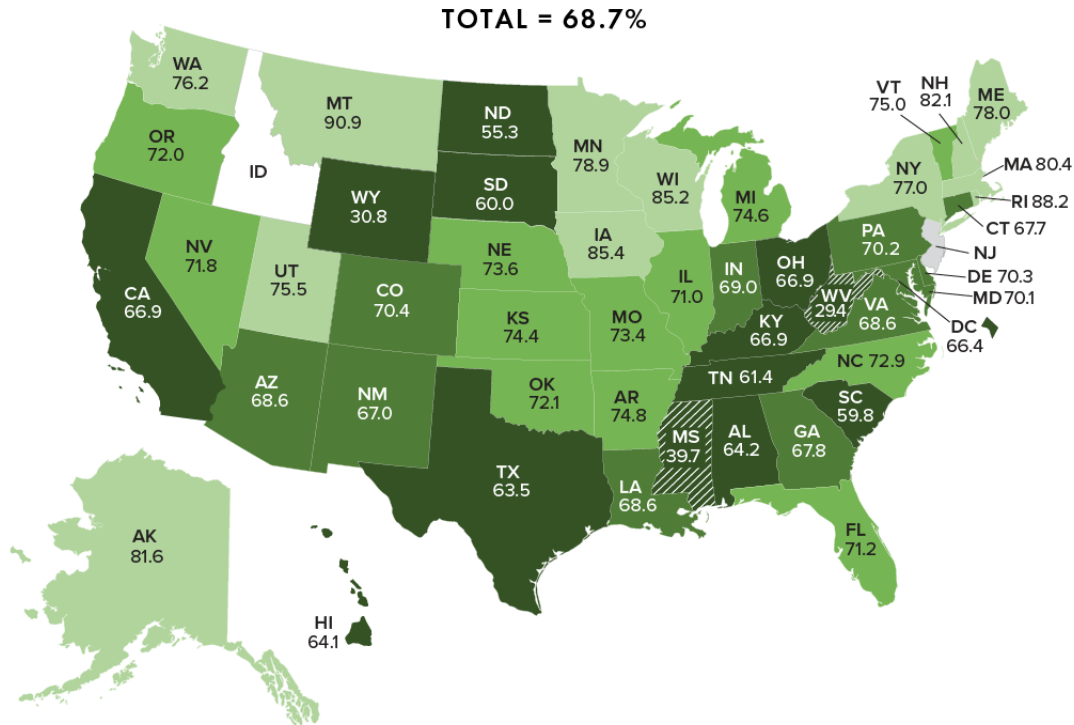 TOTAL = 68.7%
WA
76.2
MT
90.9
ND
55.3
MN
78.9
VT
75.0
NH
82.1
ME
78.0
OR
72.0
ID
WY
30.8
SD
60.0
WI
85.2
MI
74.6
NY
77.0
MA 80.4
RI 88.2
CT 67.7
NV
71.8
UT
75.5
NE
73.6
IA
85.4
PA
70.2
NJ
DE 70.3
MD 70.1
CA
66.9
CO
70.4
KS
74.4
MO
73.4
IL
71.0
IN
69.0
OH
66.9
WV
29.4
VA
68.6
DC
66.4
KY
66.9
AZ
68.6
NM
67.0
OK
72.1
AR
74.8
TN 61.4
NC 72.9
SC
59.8
TX
63.5
LA
68.6
MS
39.7
AL
64.2
GA
67.8
FL
71.2
AK
81.6
HI
64.1